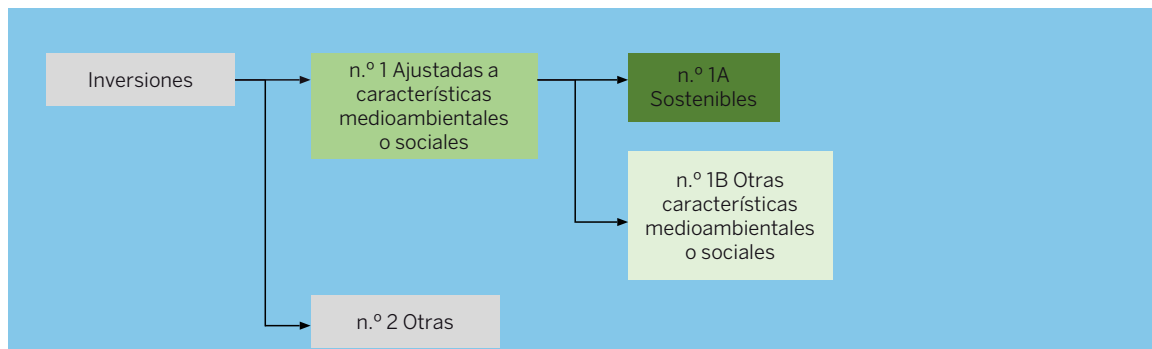 Inversiones
n.º 1 Ajustadas a
características
medioambientales
o sociales
n.º 1A
Sostenibles
n.º 1B Otras
características
medioambientales
o sociales
n.º 2 Otras